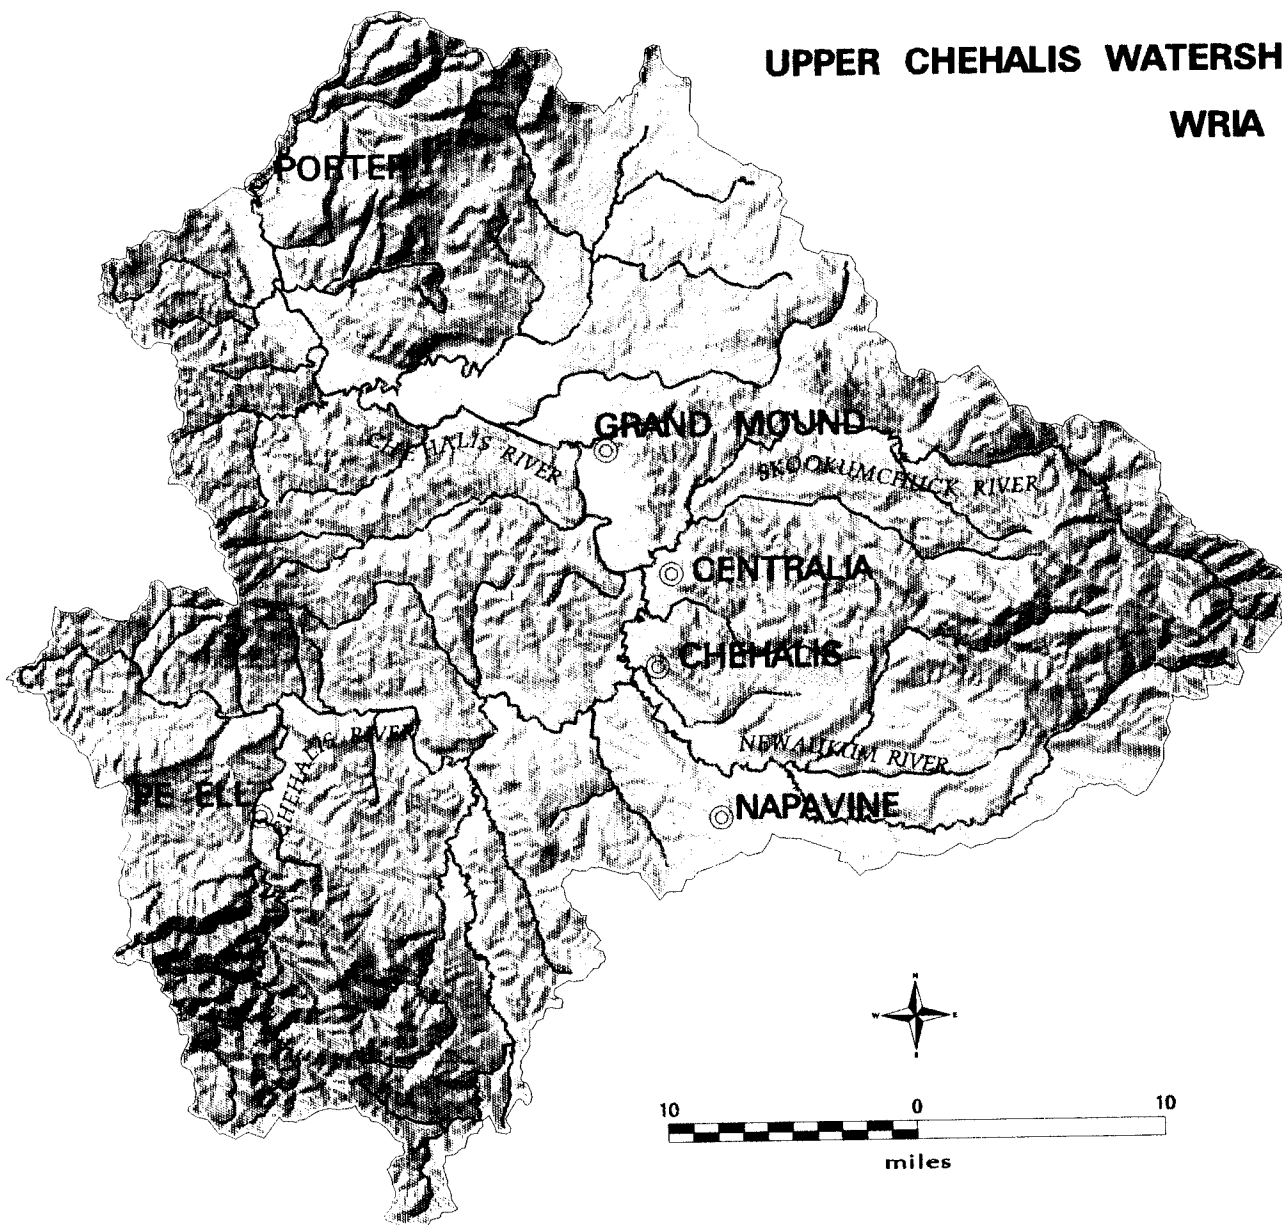 UPPER CHEHALIS WATERSH
WRIA
PORTER
GRAND MOUND
CHEHALIS RIVER
SKOOKUMCHUCK RIVER
CENTRALIA
CHEHALIS
RIVER
NEWAUKUM RIVER
PE ELL
CHEHALIS
NAPAVINE
N
W
E
10 0 10
miles